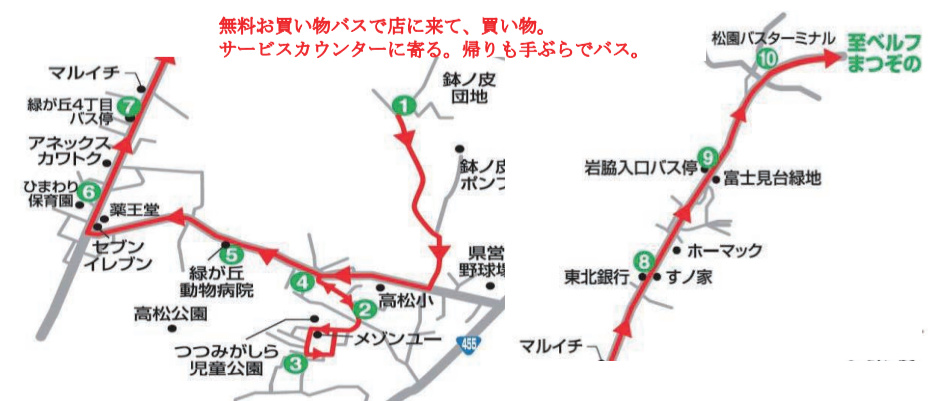 無料お買い物バスで店に来て、買い物。
サービスカウンターに寄る。帰りも手ぶらでバス。
マルイチ
緑が丘4丁目
バス停
7
アネックス
カワトク
ひまわり
保育園
6
薬王堂
セブン
イレブン
5
緑が丘
動物病院
高松公園
つつみがしら
児童公園
3
メゾンユー
4
2
高松小
1
鉢ノ皮
団地
鉢ノ皮
ポンプ
県営
野球場
455
松園バスターミナル
10
至ベルフ
まつぞの
9
岩脇入口バス停
富士見台緑地
ホーマック
8
東北銀行
すノ家
マルイチ